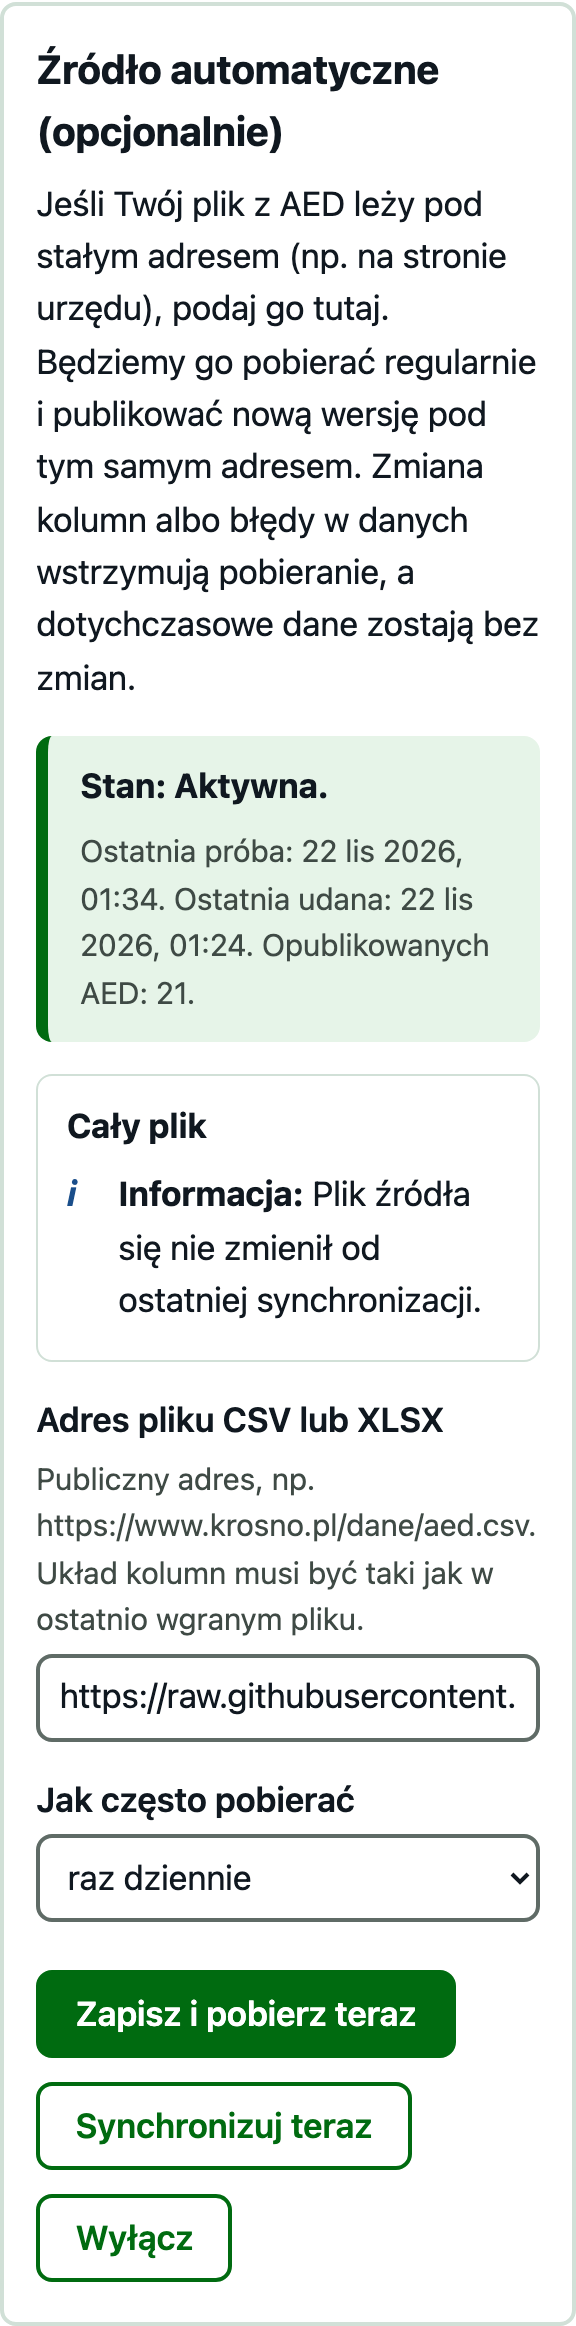 Źródło automatyczne
(opcjonalnie)
Jeśli Twój plik z AED leży pod
stałym adresem (np. na stronie
urzędu), podaj go tutaj.
Będziemy go pobierać regularnie
i publikować nową wersję pod
tym samym adresem. Zmiana
kolumn albo błędy w danych
wstrzymują pobieranie, a
dotychczasowe dane zostają bez
zmian.
Stan: Aktywna.
Ostatnia próba: 22 lis 2026,
01:34. Ostatnia udana: 22 lis
2026, 01:24. Opublikowanych
AED: 21.
Cały plik
i Informacja: Plik źródła
się nie zmienił od
ostatniej synchronizacji.
Adres pliku CSV lub XLSX
Publiczny adres, np.
https://www.krosno.pl/dane/aed.csv.
Układ kolumn musi być taki jak w
ostatnio wgranym pliku.
https://raw.githubusercontent.
Jak często pobierać
raz dziennie
Zapisz i pobierz teraz
Synchronizuj teraz
Wyłącz